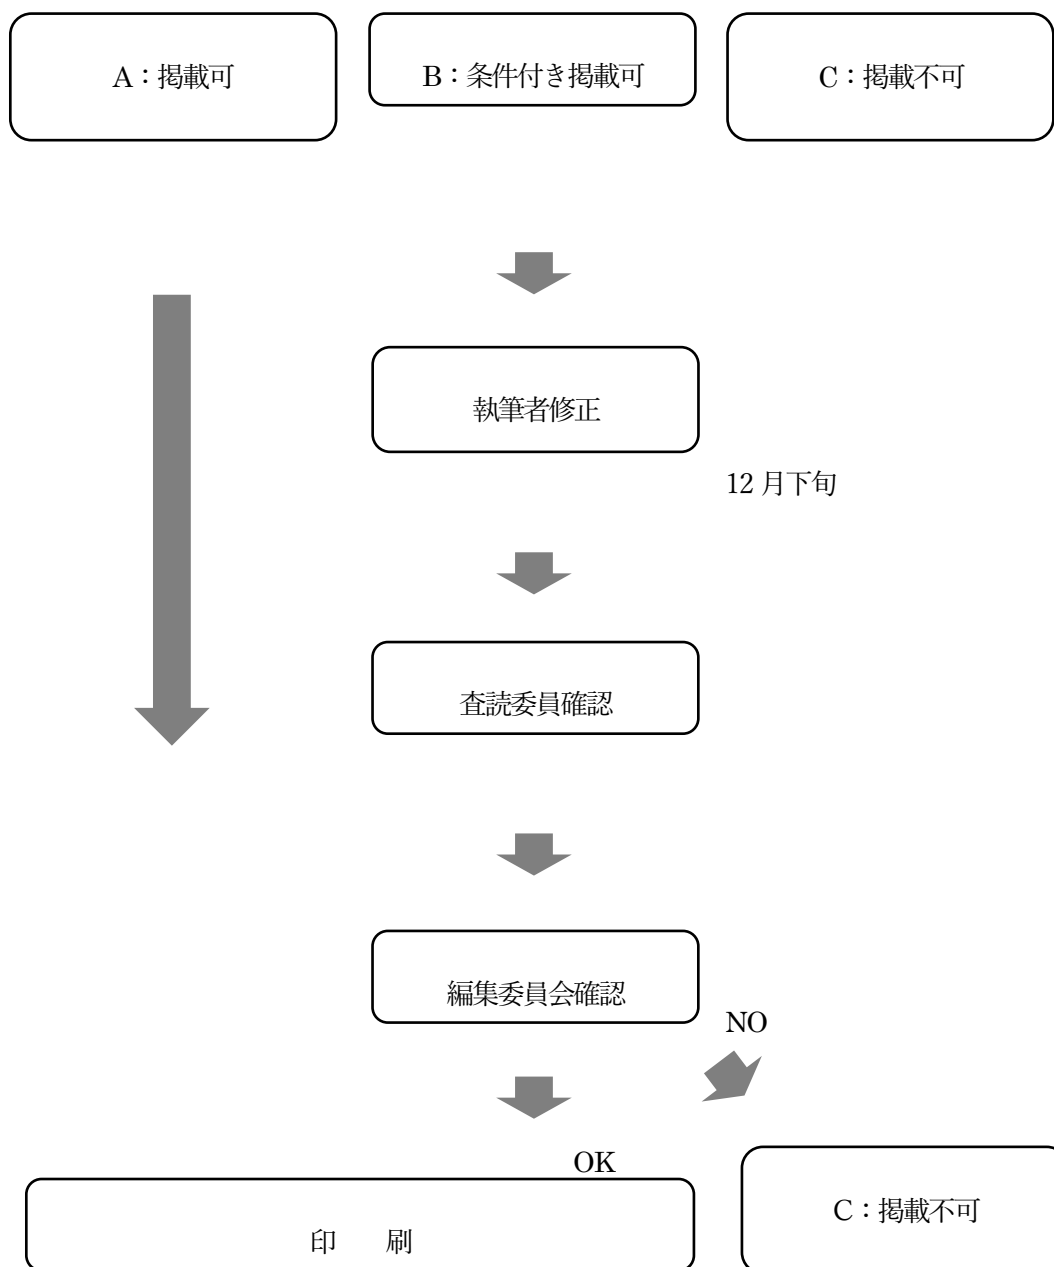 A：掲載可
B：条件付き掲載可
C：掲載不可
執筆者修正
12 月下旬
査読委員確認
編集委員会確認
NO
OK
C：掲載不可
印　刷